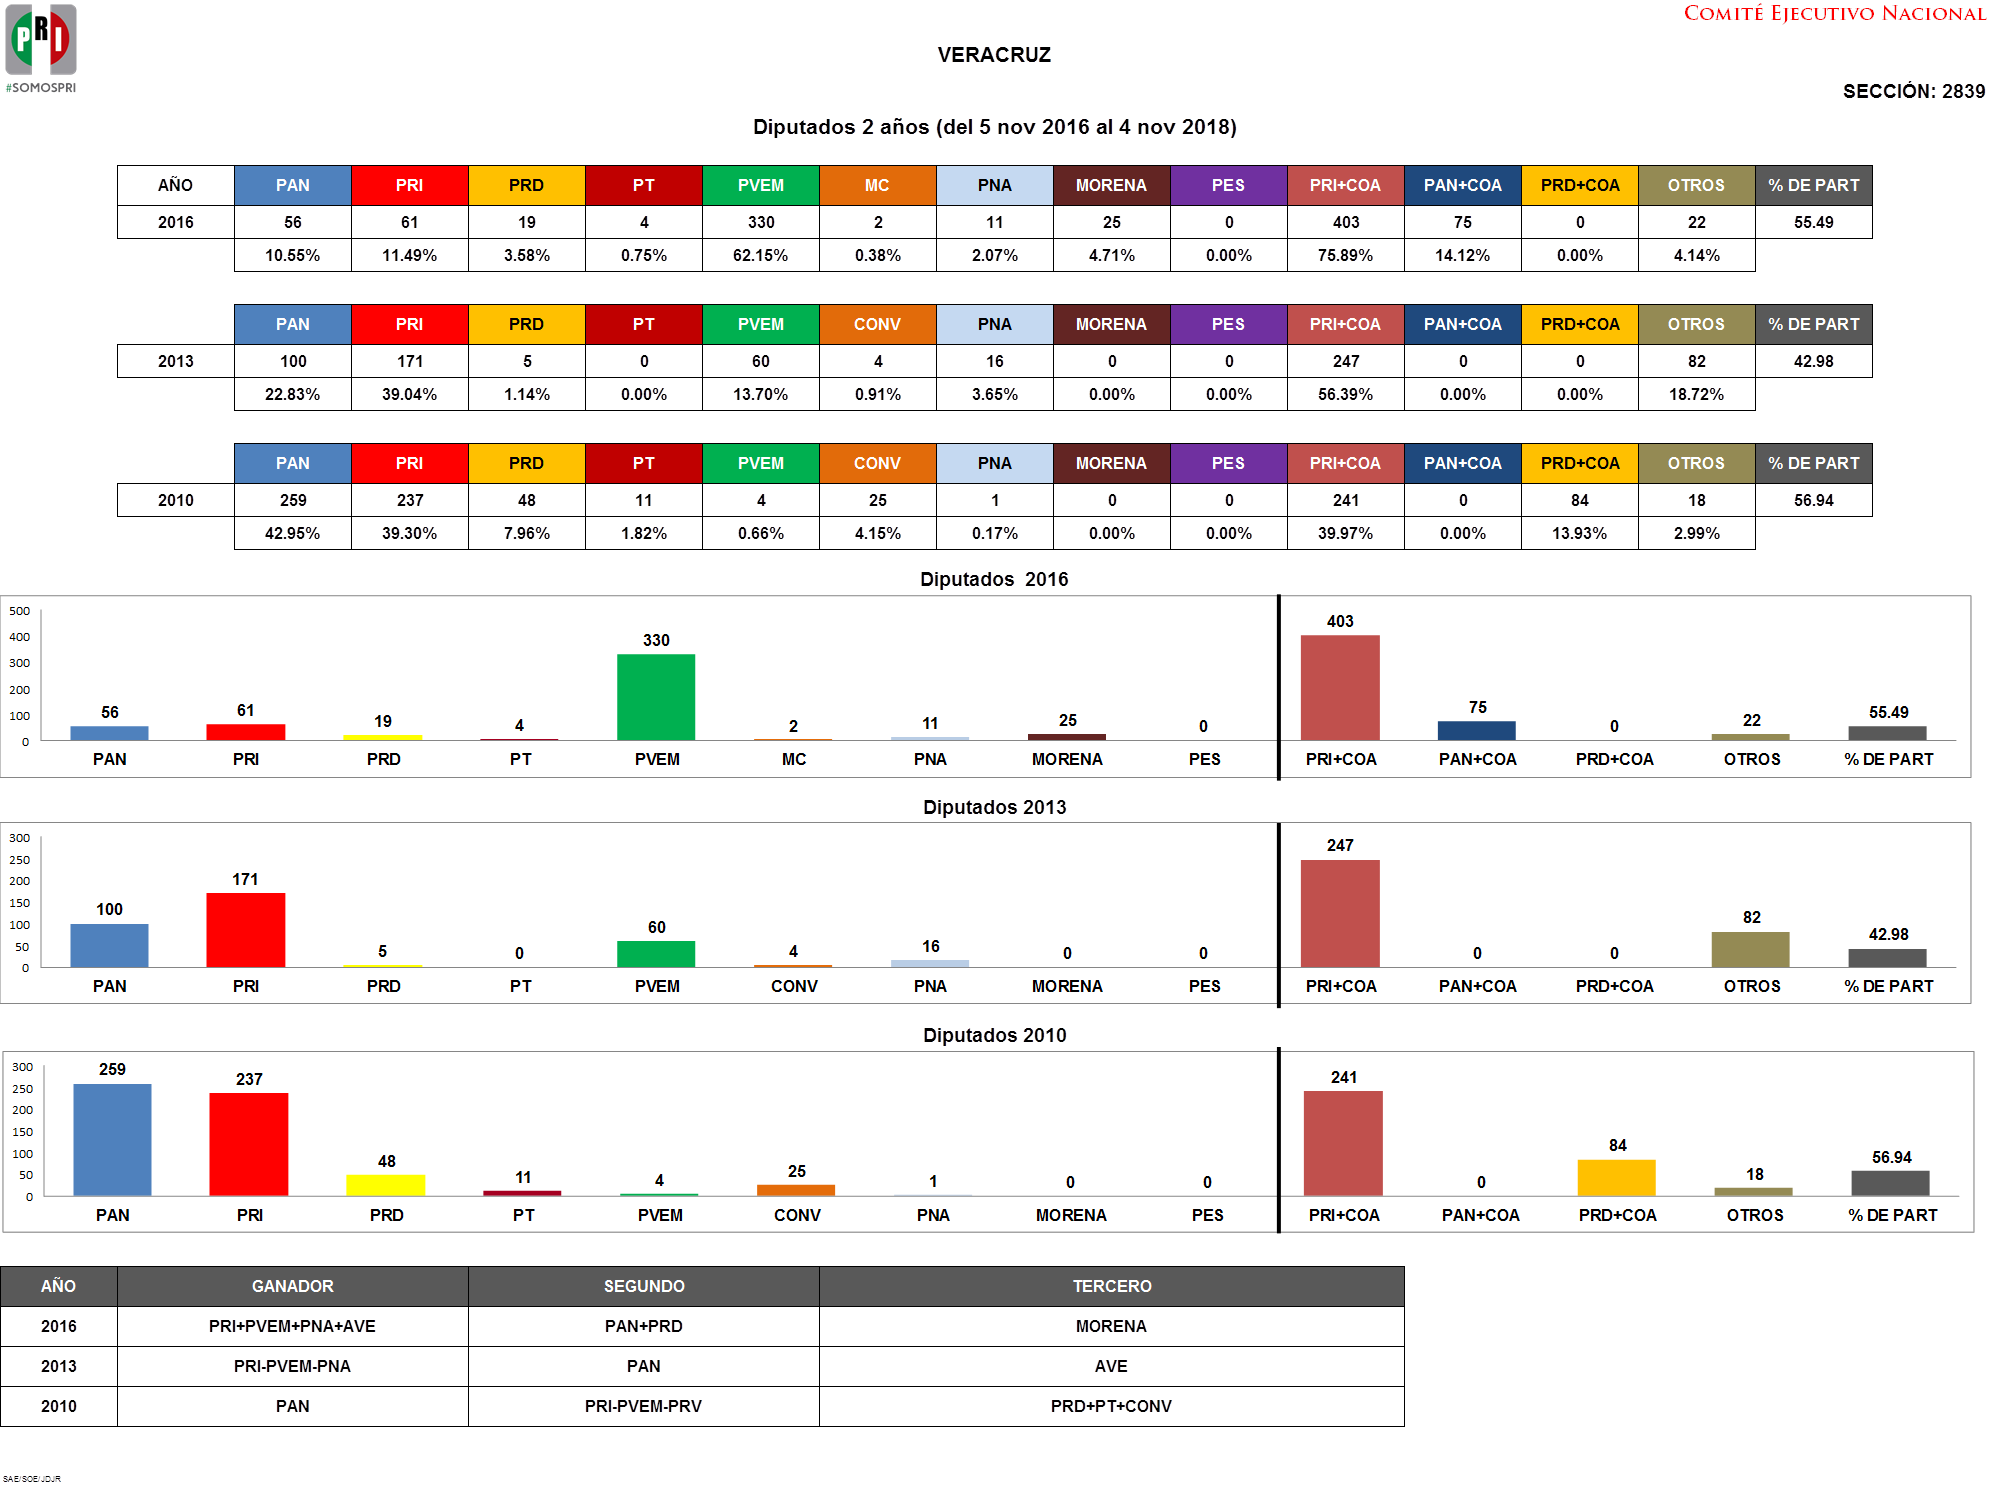 PRI
#SOMOSPRI
COMITÉ EJECUTIVO NACIONAL
VERACRUZ
SECCIÓN: 2839
Diputados 2 años (del 5 nov 2016 al 4 nov 2018)
AÑO PAN PRI PRD PT PVEM MC PNA MORENA PES PRI+COA PAN+COA PRD+COA OTROS % DE PART
2016 56 61 19 4 330 2 11 25 0 403 75 0 22 55.49
10.55% 11.49% 3.58% 0.75% 62.15% 0.38% 2.07% 4.71% 0.00% 75.89% 14.12% 0.00% 4.14%
PAN PRI PRD PT PVEM CONV PNA MORENA PES PRI+COA PAN+COA PRD+COA OTROS % DE PART
2013 100 171 5 0 60 4 16 0 0 247 0 0 82 42.98
22.83% 39.04% 1.14% 0.00% 13.70% 0.91% 3.65% 0.00% 0.00% 56.39% 0.00% 0.00% 18.72%
PAN PRI PRD PT PVEM CONV PNA MORENA PES PRI+COA PAN+COA PRD+COA OTROS % DE PART
2010 259 237 48 11 4 25 1 0 0 241 0 84 18 56.94
42.95% 39.30% 7.96% 1.82% 0.66% 4.15% 0.17% 0.00% 0.00% 39.97% 0.00% 13.93% 2.99%
Diputados 2016
500
400
300
200
100
0
56 61 19 4 330 2 11 25 0 403 75 0 22 55.49
PAN PRI PRD PT PVEM MC PNA MORENA PES PRI+COA PAN+COA PRD+COA OTROS % DE PART
Diputados 2013
300
250
200
150
100
50
0
100 171 5 0 60 4 16 0 0 247 0 0 82 42.98
PAN PRI PRD PT PVEM CONV PNA MORENA PES PRI+COA PAN+COA PRD+COA OTROS % DE PART
Diputados 2010
300
250
200
150
100
50
0
259 237 48 11 4 25 1 0 0 241 0 84 18 56.94
PAN PRI PRD PT PVEM CONV PNA MORENA PES PRI+COA PAN+COA PRD+COA OTROS % DE PART
AÑO GANADOR SEGUNDO TERCERO
2016 PRI+PVEM+PNA+AVE PAN+PRD MORENA
2013 PRI-PVEM-PNA PAN AVE
2010 PAN PRI-PVEM-PRV PRD+PT+CONV
SAE/SOE/JDJR